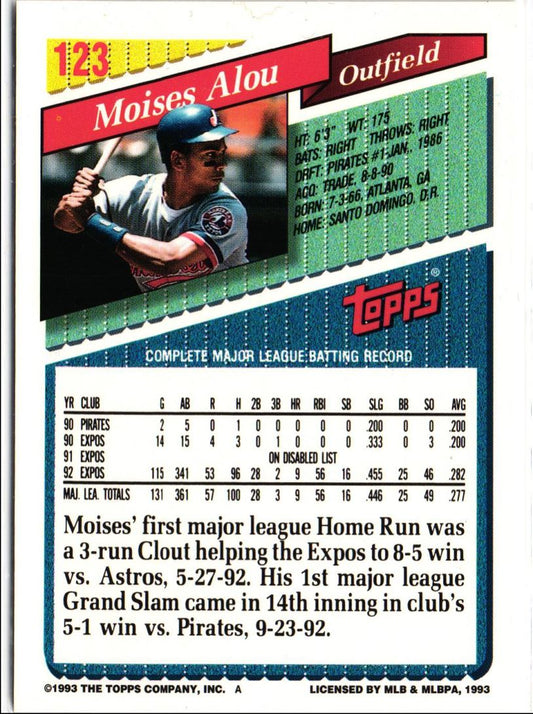 123
Moises Alou
Outfield
HT: 6'3" WT: 175
BATS: RIGHT THROWS: RIGHT
DRFT: PIRATES #1-JAN, 1986
ACQ: TRADE, 8-8-90
BORN: 7-3-66, ATLANTA, GA
HOME: SANTO DOMINGO, D.R.
topps®
COMPLETE MAJOR LEAGUE BATTING RECORD
YR CLUB G AB R H 2B 3B HR RBI SB SLG BB SO AVG
90 PIRATES 2 5 0 1 0 0 0 0 0 .200 0 0 .200
90 EXPOS 14 15 4 3 0 1 0 0 0 .333 0 3 .200
91 EXPOS ON DISABLED LIST
92 EXPOS 115 341 53 96 28 2 9 56 16 .455 25 46 .282
MAJ. LEA. TOTALS 131 361 57 100 28 3 9 56 16 .446 25 49 .277
Moises' first major league Home Run was
a 3-run Clout helping the Expos to 8-5 win
vs. Astros, 5-27-92. His 1st major league
Grand Slam came in 14th inning in club's
5-1 win vs. Pirates, 9-23-92.
©1993 THE TOPPS COMPANY, INC. A LICENSED BY MLB & MLBPA, 1993